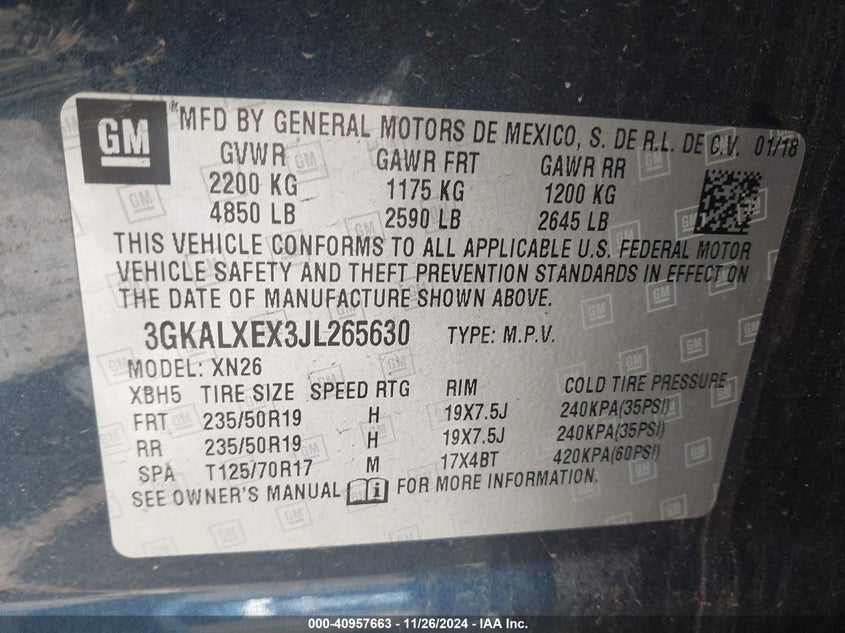 GM ® MFD BY GENERAL MOTORS DE MEXICO, S. DE R.L. DE C.V. 01/18
GVWR GAWR FRT GAWR RR
2200 KG 1175 KG 1200 KG
4850 LB 2590 LB 2645 LB
THIS VEHICLE CONFORMS TO ALL APPLICABLE U.S. FEDERAL MOTOR
VEHICLE SAFETY AND THEFT PREVENTION STANDARDS IN EFFECT ON
THE DATE OF MANUFACTURE SHOWN ABOVE.
3GKALXEX3JL265630 TYPE: M.P.V.
MODEL: XN26
XBH5 TIRE SIZE SPEED RTG RIM COLD TIRE PRESSURE
FRT 235/50R19 H 19X7.5J 240KPA(35PSI)
RR 235/50R19 H 19X7.5J 240KPA(35PSI)
SPA T125/70R17 M 17X4BT 420KPA(60PSI)
SEE OWNER'S MANUAL FOR MORE INFORMATION.
000-40957663 - 11/26/2024 - IAA Inc.